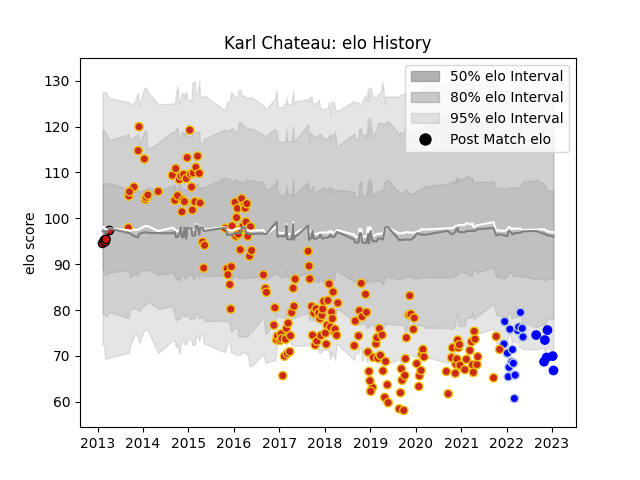 Karl Chateau: elo History
50% elo Interval
80% elo Interval
95% elo Interval
Post Match elo
elo score
130
120
110
100
90
80
70
60
2013 2014 2015 2016 2017 2018 2019 2020 2021 2022 2023